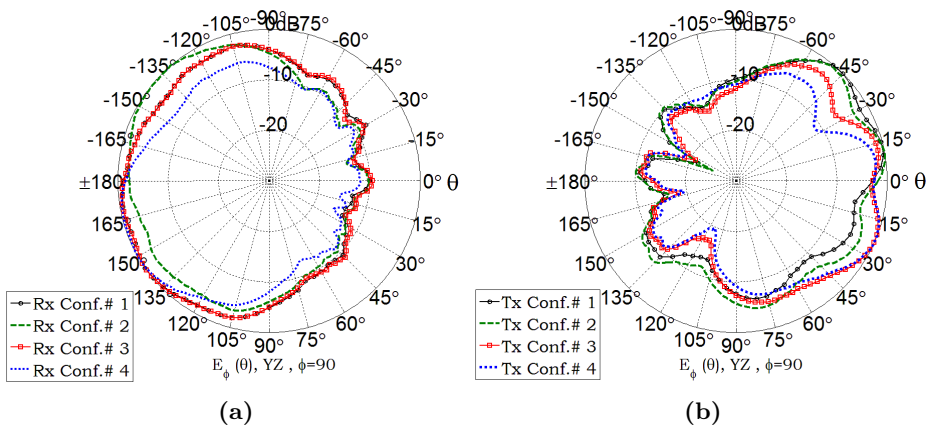 -90°
-105° 0dB -75°
-120° -60°
-135° -10 -45°
-150° -20 -30°
-165° -15°
±180° 0° θ
165° 15°
150° 30°
135° 45°
120° 60°
105° 90° 75°
E_ϕ (θ), YZ , ϕ=90
Rx Conf.# 1
Rx Conf.# 2
Rx Conf.# 3
Rx Conf.# 4
(a)
-90°
-105° 0dB -75°
-120° -60°
-135° -10 -45°
-150° -20 -30°
-165° -15°
±180° 0° θ
165° 15°
150° 30°
135° 45°
120° 60°
105° 90° 75°
E_ϕ (θ), YZ , ϕ=90
Tx Conf.# 1
Tx Conf.# 2
Tx Conf.# 3
Tx Conf.# 4
(b)